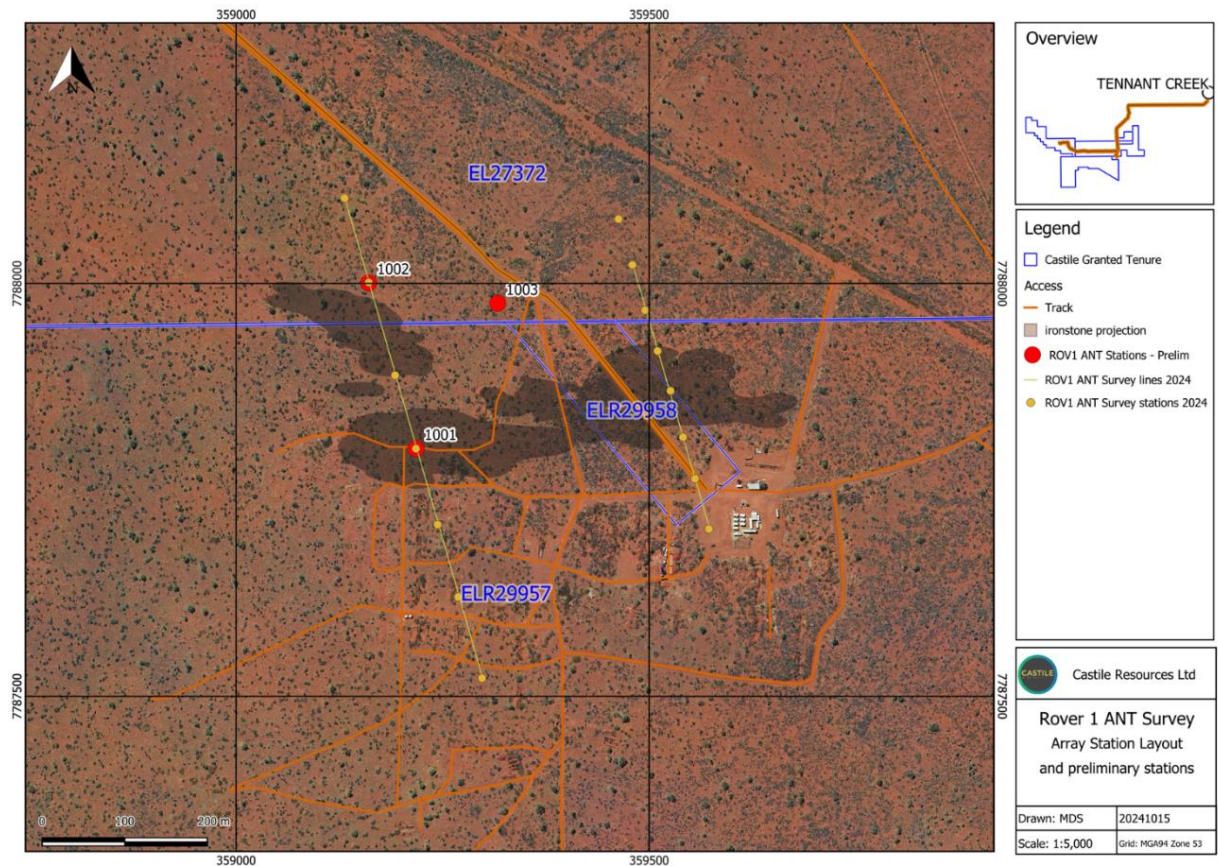 359000
359500
N
EL27372
7788000
7788000
1002
1003
ELR29958
1001
ELR29957
7787500
7787500
0
100
200 m
359000
359500
Overview
TENNANT CREEK
Legend
Castile Granted Tenure
Access
Track
ironstone projection
ROV1 ANT Stations - Prelim
ROV1 ANT Survey lines 2024
ROV1 ANT Survey stations 2024
CASTILE
Castile Resources Ltd
Rover 1 ANT Survey
Array Station Layout
and preliminary stations
Drawn: MDS
20241015
Scale: 1:5,000
Grid: MGA94 Zone 53